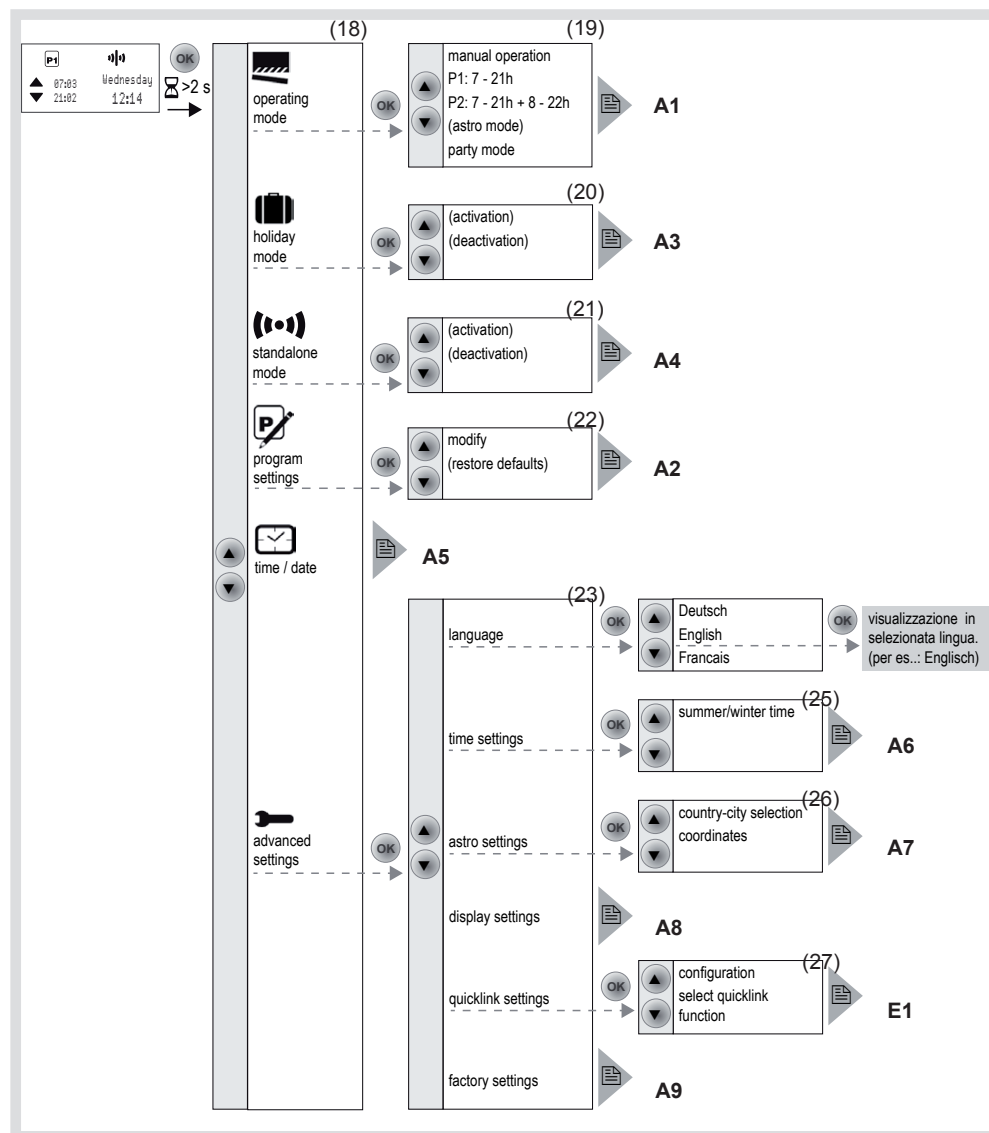 (18)
(19)
P1
OK
07:03
Wednesday
21:02
12:14
>2 s
operating
mode
OK
manual operation
P1: 7 - 21h
P2: 7 - 21h + 8 - 22h
(astro mode)
party mode
A1
(20)
holiday
mode
OK
(activation)
(deactivation)
A3
(21)
standalone
mode
OK
(activation)
(deactivation)
A4
(22)
P
program
settings
OK
modify
(restore defaults)
A2
time / date
A5
(23)
language
OK
Deutsch
English
Francais
OK
visualizzazione in
selezionata lingua.
(per es..: Englisch)
(25)
time settings
OK
summer/winter time
A6
(26)
advanced
settings
OK
astro settings
OK
country-city selection
coordinates
A7
display settings
A8
(27)
quicklink settings
OK
configuration
select quicklink
function
E1
factory settings
A9